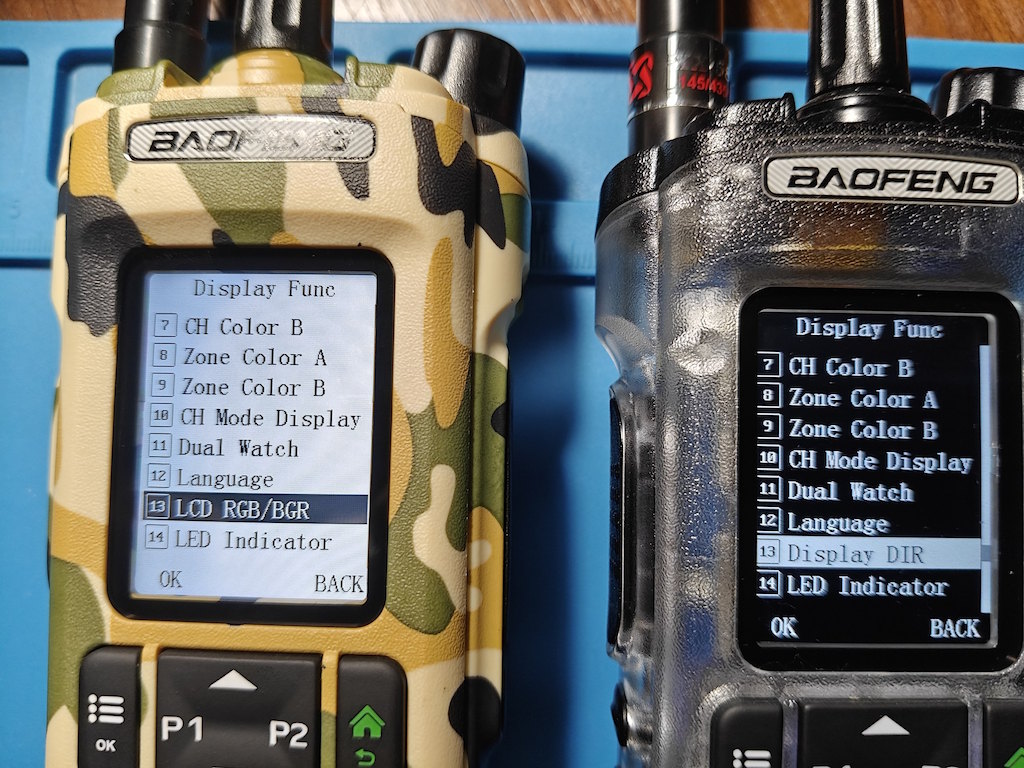 BAOFENG
Display Func
7 CH Color B
8 Zone Color A
9 Zone Color B
10 CH Mode Display
11 Dual Watch
12 Language
13 LCD RGB/BGR
14 LED Indicator
OK BACK
OK
P1 P2
145/435
BAOFENG
Display Func
7 CH Color B
8 Zone Color A
9 Zone Color B
10 CH Mode Display
11 Dual Watch
12 Language
13 Display DIR
14 LED Indicator
OK BACK